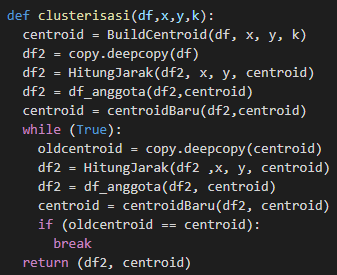 def clusterisasi(df,x,y,k):
  centroid = BuildCentroid(df, x, y, k)
  df2 = copy.deepcopy(df)
  df2 = HitungJarak(df2, x, y, centroid)
  df2 = df_anggota(df2,centroid)
  centroid = centroidBaru(df2,centroid)
  while (True):
    oldcentroid = copy.deepcopy(centroid)
    df2 = HitungJarak(df2 ,x, y, centroid)
    df2 = df_anggota(df2, centroid)
    centroid = centroidBaru(df2, centroid)
    if (oldcentroid == centroid):
      break
  return (df2, centroid)